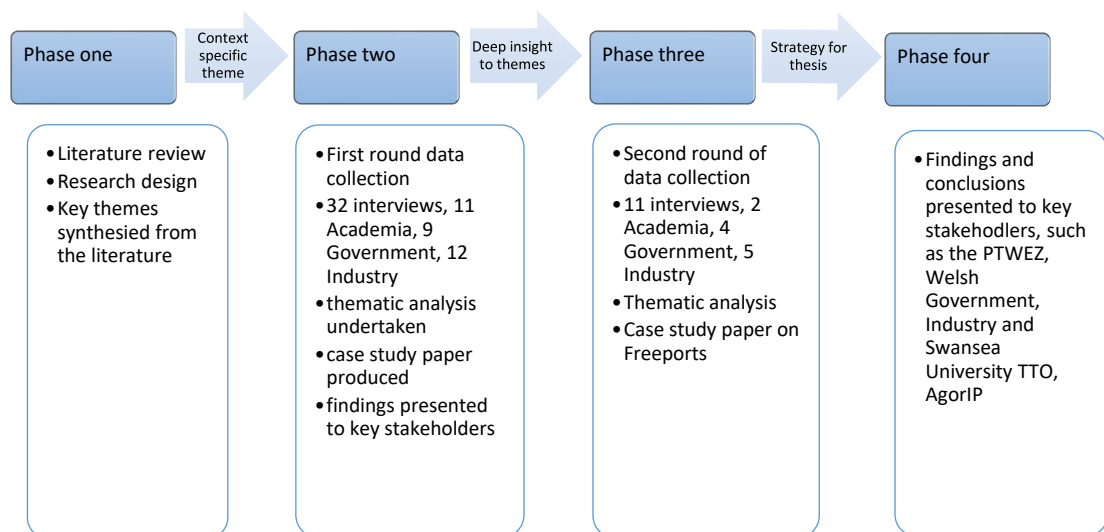 Phase one
Context
specific
theme
Phase two
Deep insight
to themes
Phase three
Strategy for
thesis
Phase four
•Literature review
•Research design
•Key themes
synthesied from
the literature
•First round data
collection
•32 interviews, 11
Academia, 9
Government, 12
Industry
•thematic analysis
undertaken
•case study paper
produced
•findings presented
to key stakeholders
•Second round of
data collection
•11 interviews, 2
Academia, 4
Government, 5
Industry
•Thematic analysis
•Case study paper on
Freeports
•Findings and
conclusions
presented to key
stakehodlers, such
as the PTWEZ,
Welsh
Government,
Industry and
Swansea
University TTO,
AgorIP